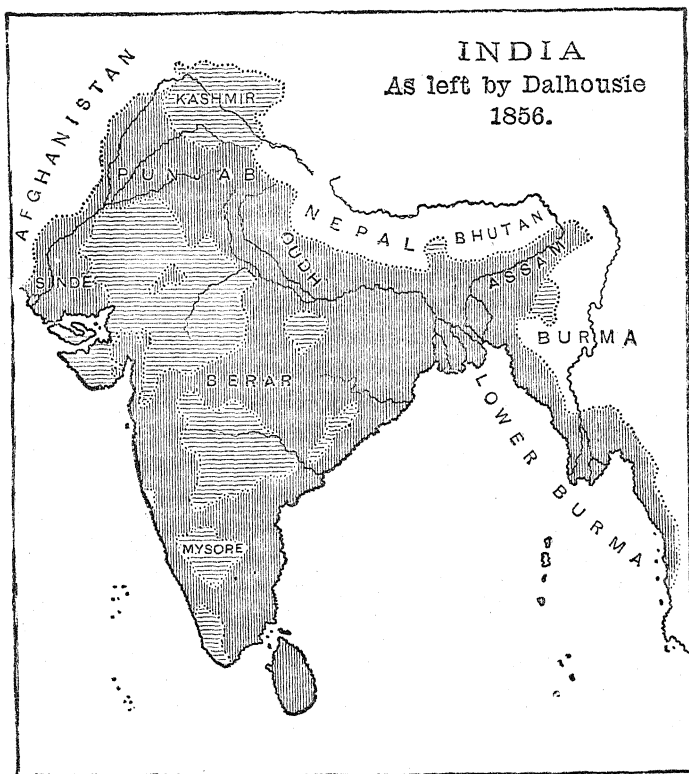 INDIA
As left by Dalhousie
1856.
AFGHANISTAN
KASHMIR
PUNJAB
NEPAL
BHUTAN
OUDH
ASSAM
SINDE
BURMA
BERAR
LOWER BURMA
MYSORE